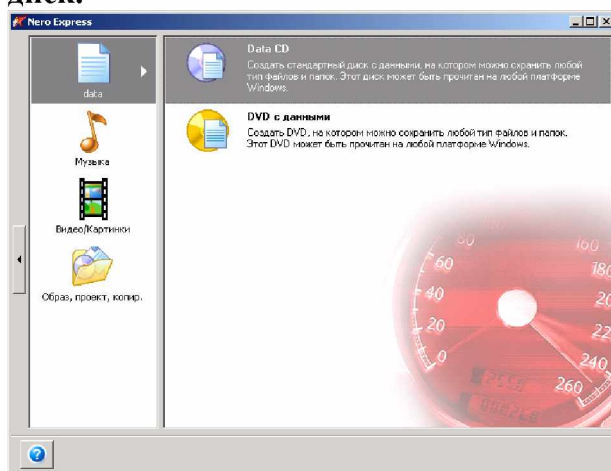 диск.
Nero Express
data
Музыка
Видео/Картинки
Образ, проект, копир.
Data CD
Создать стандартный диск с данными, на котором можно скранить любой
тип файлов и папок. Этот диск может быть прочитан на любой платформе
Windows.
DVD с данными
Создать DVD, на котором можно сохранить любой тип файлов и папок.
Этот DVD может быть прочитан на любой платформе Windows.
0
20
40
60
80
160
180
20
22
240
260